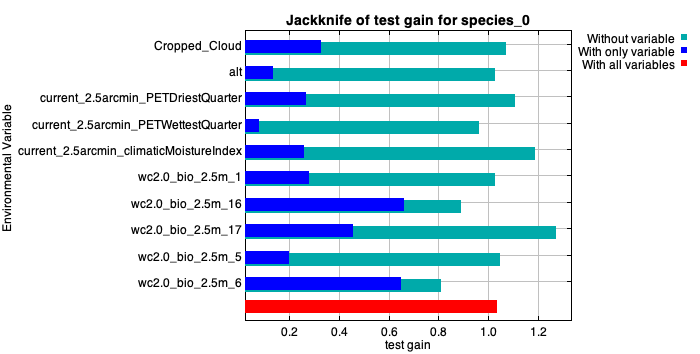 Jackknife of test gain for species_0
Without variable
With only variable
With all variables
Environmental Variable
Cropped_Cloud
alt
current_2.5arcmin_PETDriestQuarter
current_2.5arcmin_PETWettestQuarter
current_2.5arcmin_climaticMoistureIndex
wc2.0_bio_2.5m_1
wc2.0_bio_2.5m_16
wc2.0_bio_2.5m_17
wc2.0_bio_2.5m_5
wc2.0_bio_2.5m_6
0.2 0.4 0.6 0.8 1.0 1.2
test gain